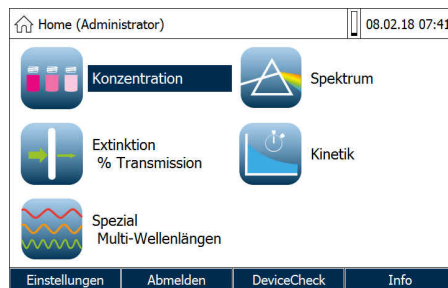 Home (Administrator) 08.02.18 07:41
Konzentration
Spektrum
Extinktion
% Transmission
Kinetik
Spezial
Multi-Wellenlängen
Einstellungen Abmelden DeviceCheck Info